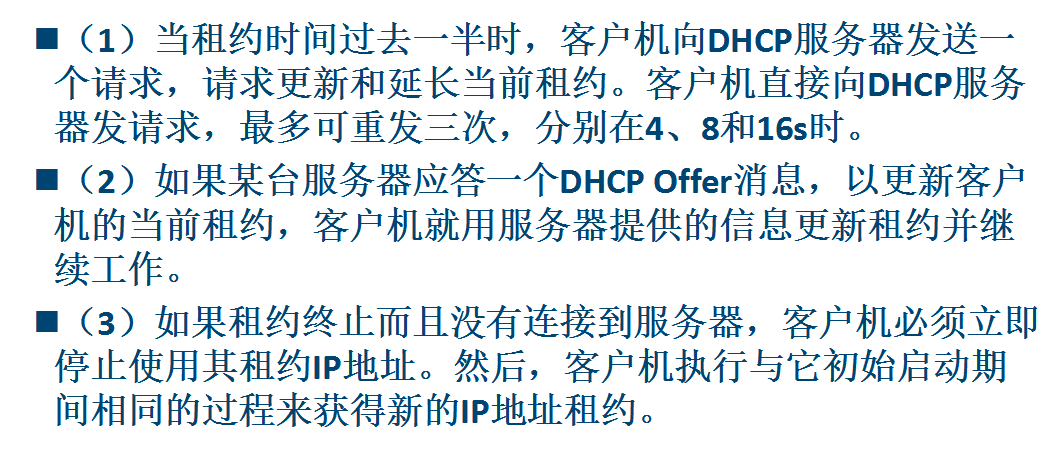 ■（1）当租约时间过去一半时，客户机向DHCP服务器发送一
个请求，请求更新和延长当前租约。客户机直接向DHCP服务
器发请求，最多可重发三次，分别在4、8和16s时。
■（2）如果某台服务器应答一个DHCP Offer消息，以更新客户
机的当前租约，客户机就用服务器提供的信息更新租约并继
续工作。
■（3）如果租约终止而且没有连接到服务器，客户机必须立即
停止使用其租约IP地址。然后，客户机执行与它初始启动期
间相同的过程来获得新的IP地址租约。